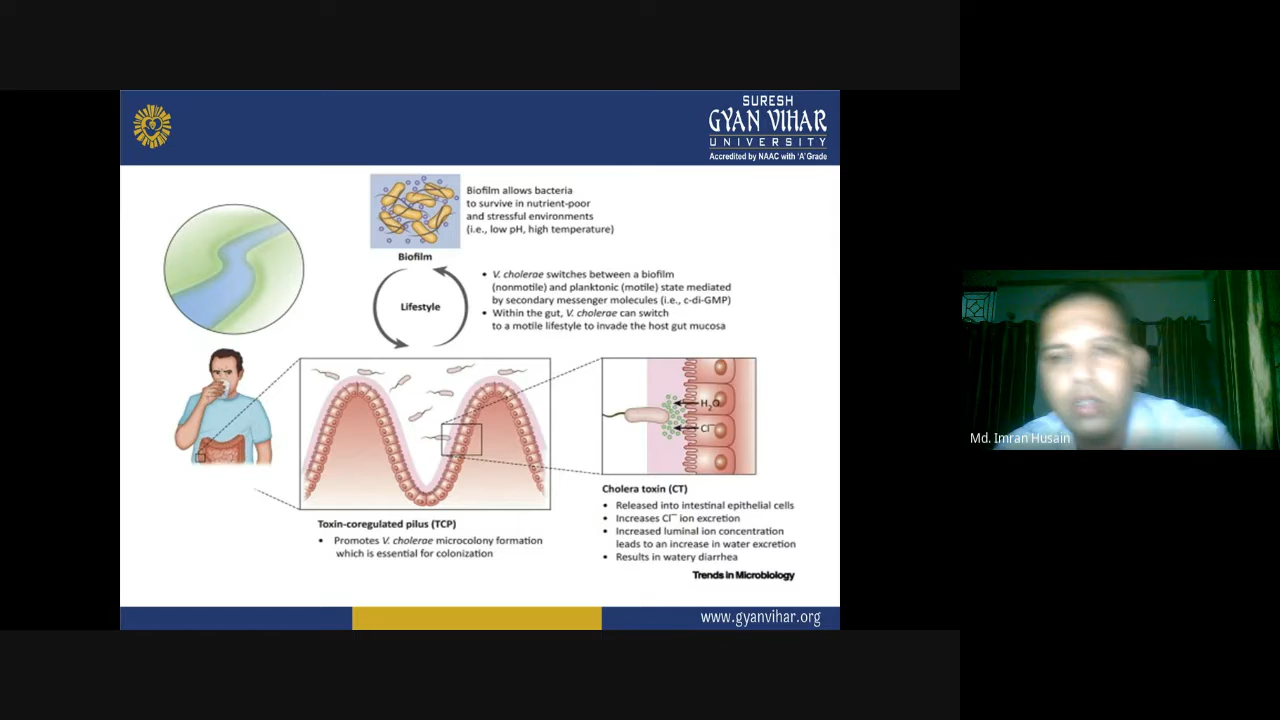 SURESH
GYAN VIHAR
UNIVERSITY
Accredited by NAAC with 'A' Grade
Biofilm allows bacteria
to survive in nutrient-poor
and stressful environments
(i.e., low pH, high temperature)
Biofilm
Lifestyle
• V. cholerae switches between a biofilm
(nonmotile) and planktonic (motile) state mediated
by secondary messenger molecules (i.e., c-di-GMP)
• Within the gut, V. cholerae can switch
to a motile lifestyle to invade the host gut mucosa
H2O
Cl−
Md. Imran Husain
Cholera toxin (CT)
• Released into intestinal epithelial cells
• Increases Cl− ion excretion
• Increased luminal ion concentration
leads to an increase in water excretion
• Results in watery diarrhea
Toxin-coregulated pilus (TCP)
• Promotes V. cholerae microcolony formation
which is essential for colonization
Trends in Microbiology
www.gyanvihar.org